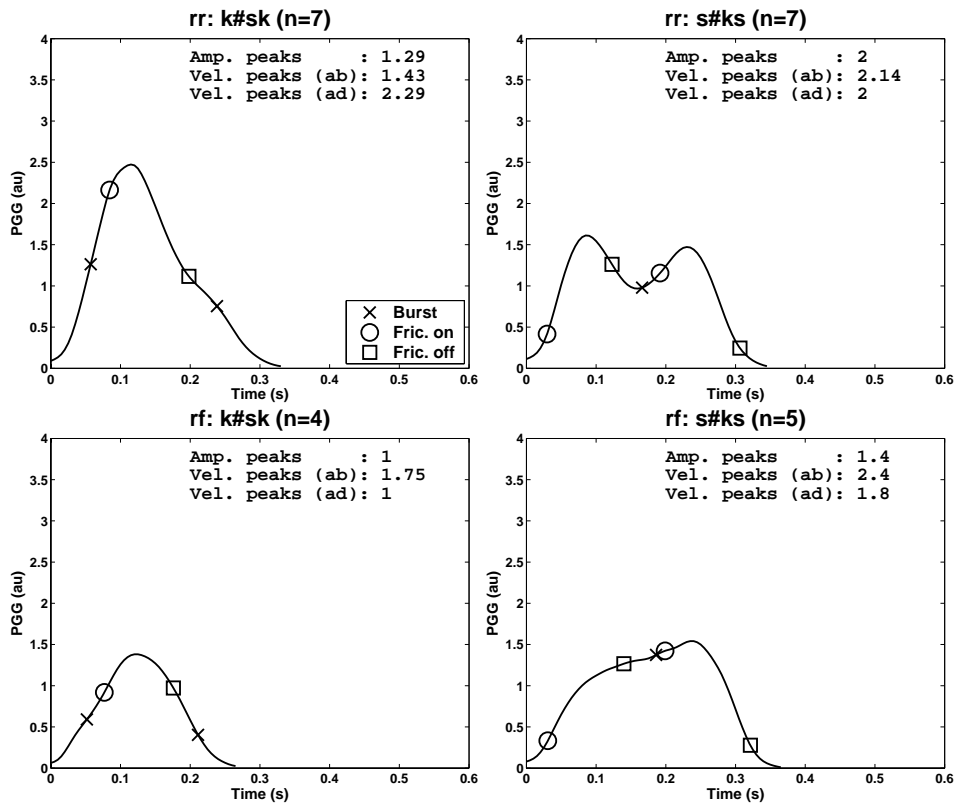 rr: k#sk (n=7)
Amp. peaks : 1.29
Vel. peaks (ab): 1.43
Vel. peaks (ad): 2.29
PGG (au)
4
3.5
3
2.5
2
1.5
1
0.5
0
× Burst
○ Fric. on
□ Fric. off
0 0.1 0.2 0.3 0.4 0.5 0.6
Time (s)
rr: s#ks (n=7)
Amp. peaks : 2
Vel. peaks (ab): 2.14
Vel. peaks (ad): 2
PGG (au)
4
3.5
3
2.5
2
1.5
1
0.5
0
0 0.1 0.2 0.3 0.4 0.5 0.6
Time (s)
rf: k#sk (n=4)
Amp. peaks : 1
Vel. peaks (ab): 1.75
Vel. peaks (ad): 1
PGG (au)
4
3.5
3
2.5
2
1.5
1
0.5
0
0 0.1 0.2 0.3 0.4 0.5 0.6
Time (s)
rf: s#ks (n=5)
Amp. peaks : 1.4
Vel. peaks (ab): 2.4
Vel. peaks (ad): 1.8
PGG (au)
4
3.5
3
2.5
2
1.5
1
0.5
0
0 0.1 0.2 0.3 0.4 0.5 0.6
Time (s)